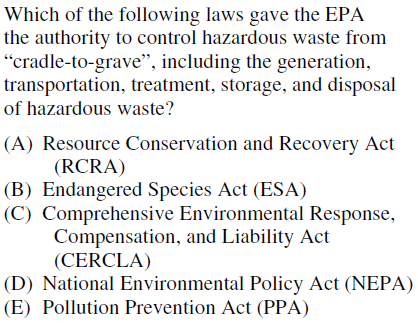 Which of the following laws gave the EPA
the authority to control hazardous waste from
“cradle-to-grave”, including the generation,
transportation, treatment, storage, and disposal
of hazardous waste?
(A) Resource Conservation and Recovery Act
(RCRA)
(B) Endangered Species Act (ESA)
(C) Comprehensive Environmental Response,
Compensation, and Liability Act
(CERCLA)
(D) National Environmental Policy Act (NEPA)
(E) Pollution Prevention Act (PPA)